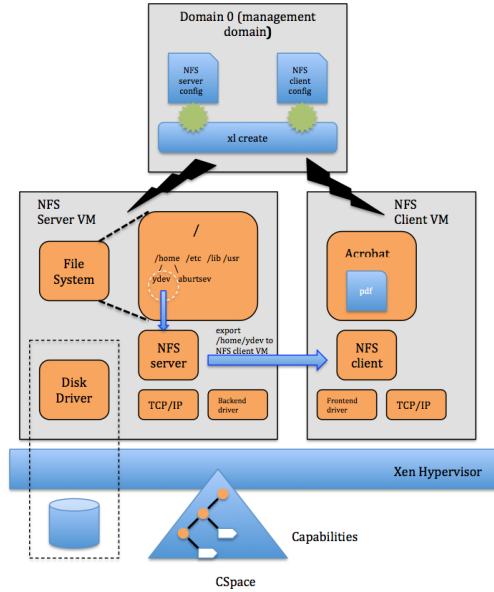 Domain 0 (management
domain)
NFS
server
config
NFS
client
config
xl create
NFS
Server VM
NFS
Client VM
File
System
/
/home /etc /lib /usr
/ \
ydev aburtsev
Acrobat
pdf
export
/home/ydev to
NFS client VM
NFS
server
NFS
client
Disk
Driver
TCP/IP
Backend
driver
Frontend
driver
TCP/IP
Xen Hypervisor
Capabilities
CSpace